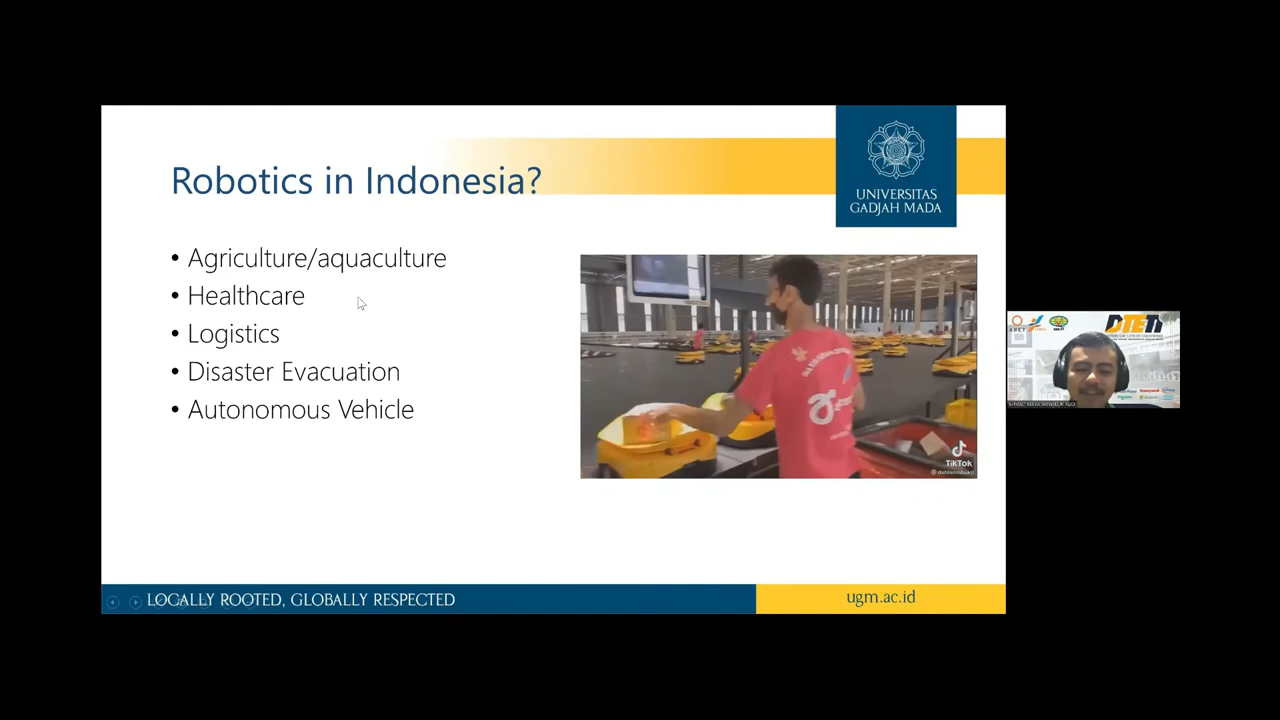 Robotics in Indonesia?
UNIVERSITAS
GADJAH MADA
• Agriculture/aquaculture
• Healthcare
• Logistics
• Disaster Evacuation
• Autonomous Vehicle
TikTok
DTETI
LOCALLY ROOTED, GLOBALLY RESPECTED
ugm.ac.id